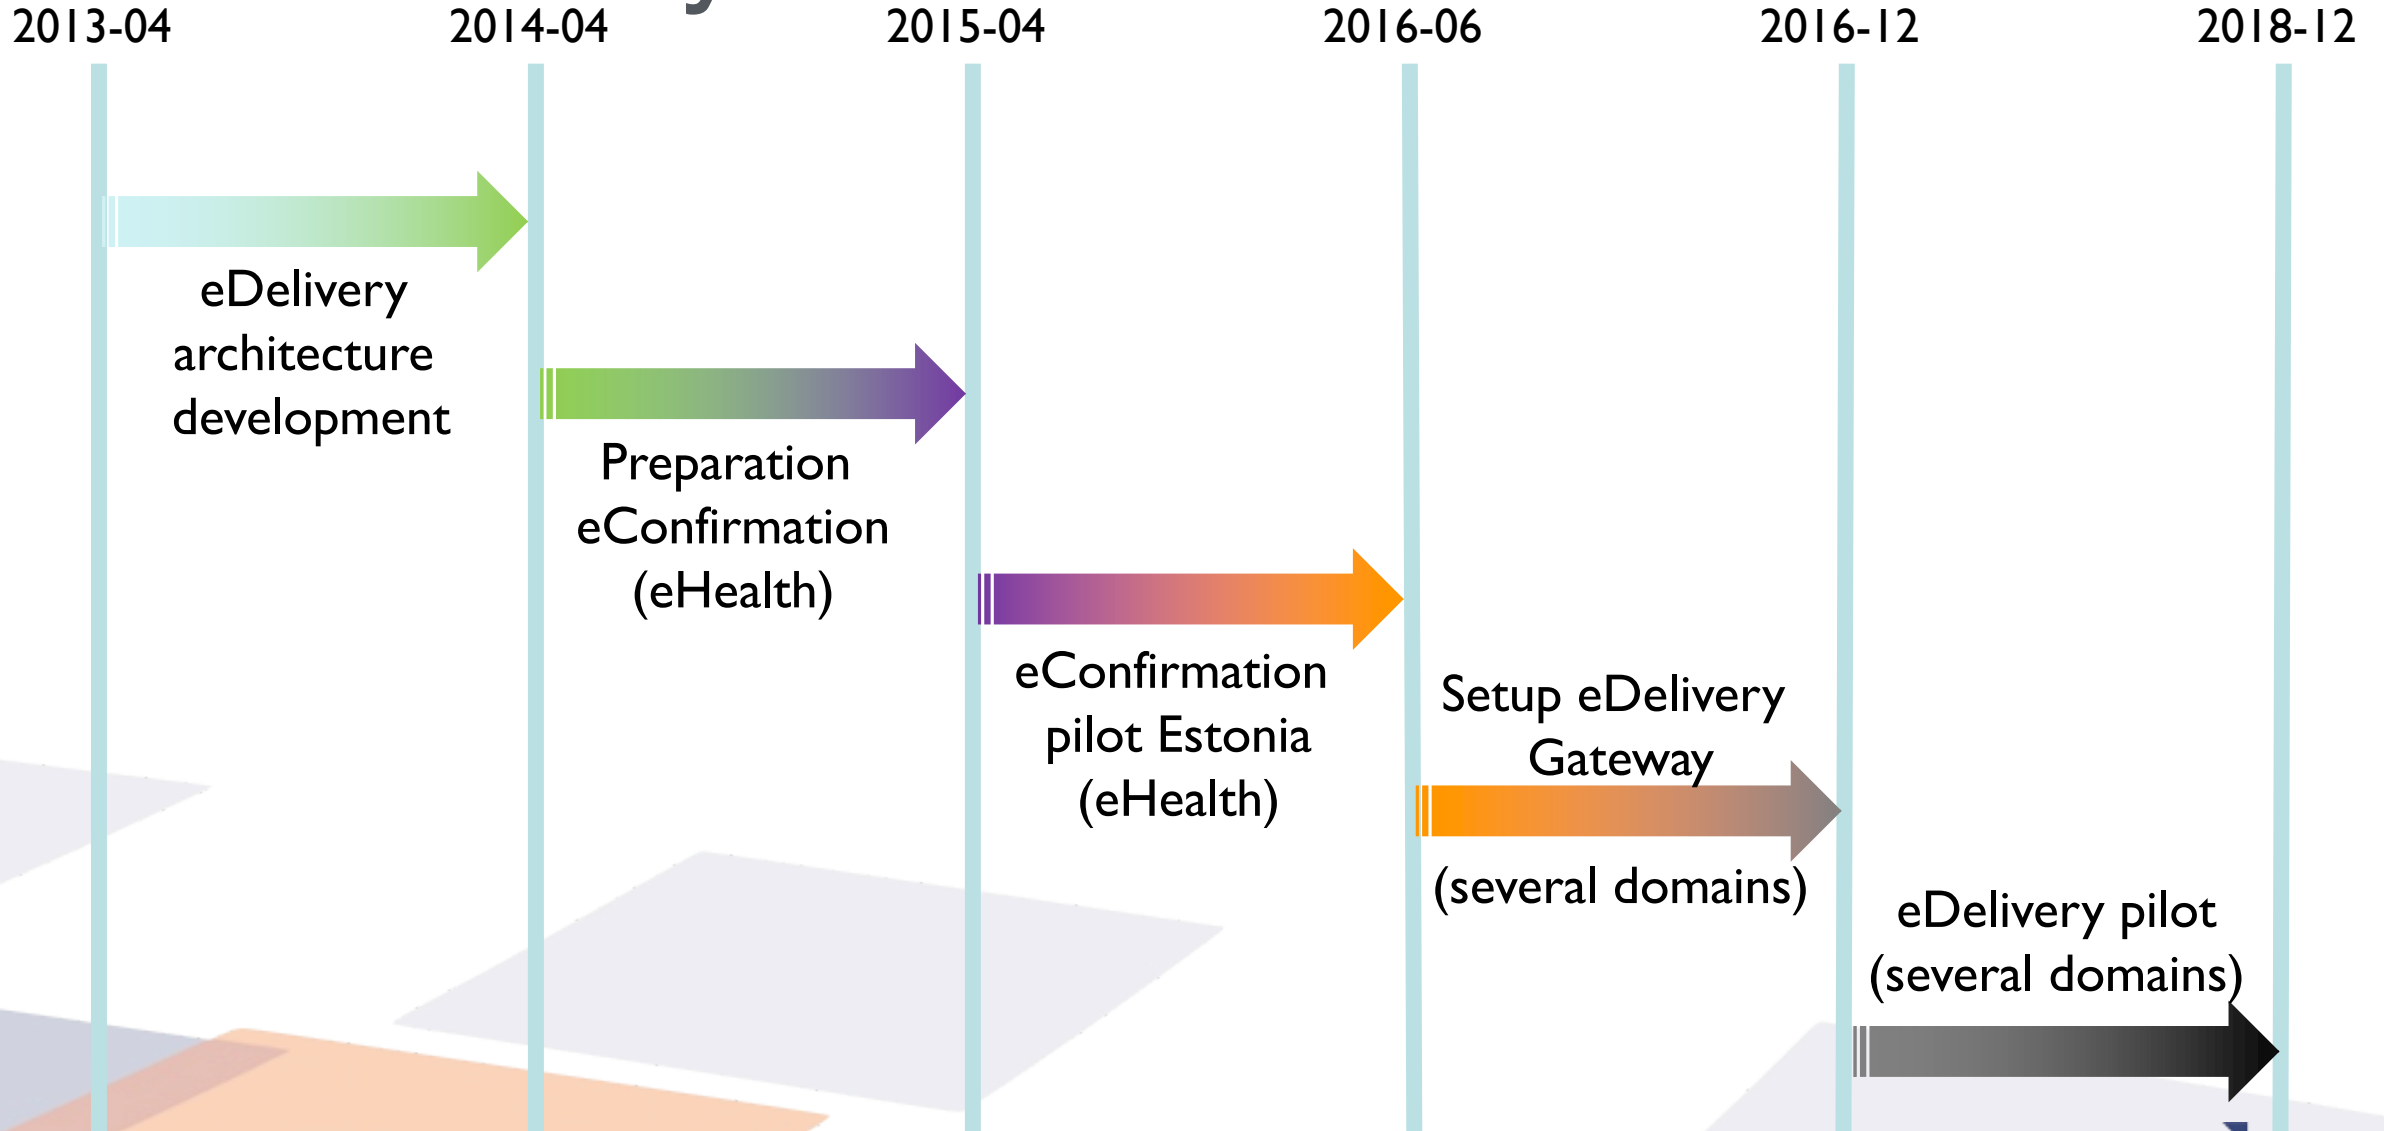 2013-04 2014-04 2015-04 2016-06 2016-12 2018-12
eDelivery
architecture
development
Preparation
eConfirmation
(eHealth)
eConfirmation
pilot Estonia
(eHealth)
Setup eDelivery
Gateway
(several domains)
eDelivery pilot
(several domains)